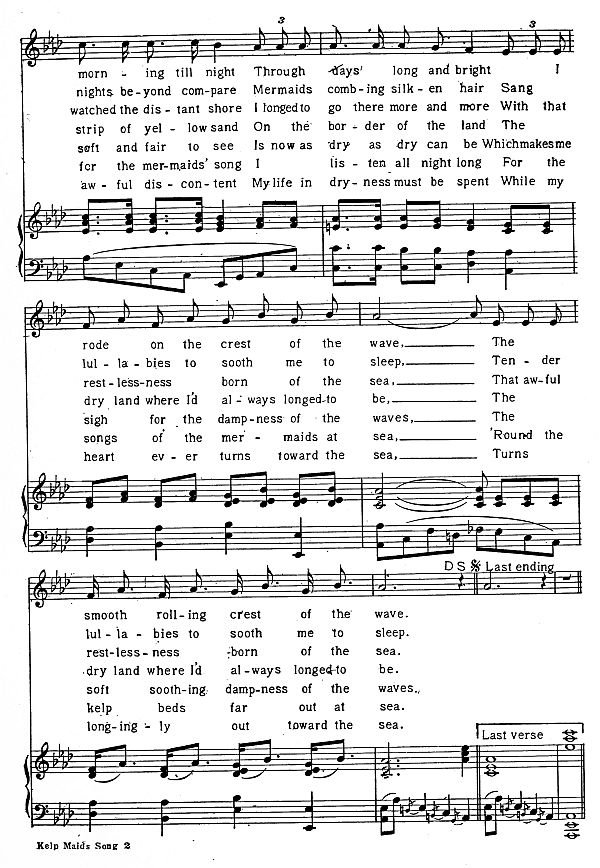 3 3
morn - ing till night Through days' long and bright I
nights be-yond com-pare Mermaids comb-ing silk-en hair Sang
watched the dis-tant shore I longed to go there more and more With that
strip of yel-low sand On the bor-der of the land The
soft and fair to see Is now as dry as dry can be Which makes me
for the mer-maids' song I lis-ten all night long For the
aw-ful dis-con-tent My life in dry-ness must be spent While my
rode on the crest of the wave, The
lul-la-bies to sooth me to sleep, Ten-der
rest-less-ness born of the sea, That aw-ful
dry land where I'd al-ways longed-to be, The
sigh for the damp-ness of the waves, The
songs of the mer-maids at sea, 'Round the
heart ev-er turns toward the sea, Turns
D S Last ending
smooth roll-ing crest of the wave.
lul-la-bies to sooth me to sleep.
rest-less-ness born of the sea.
dry land where I'd al-ways longed-to be.
soft sooth-ing damp-ness of the waves.
kelp beds far out at sea.
long-ing-ly out toward the sea.
Last verse
Kelp Maids Song 2